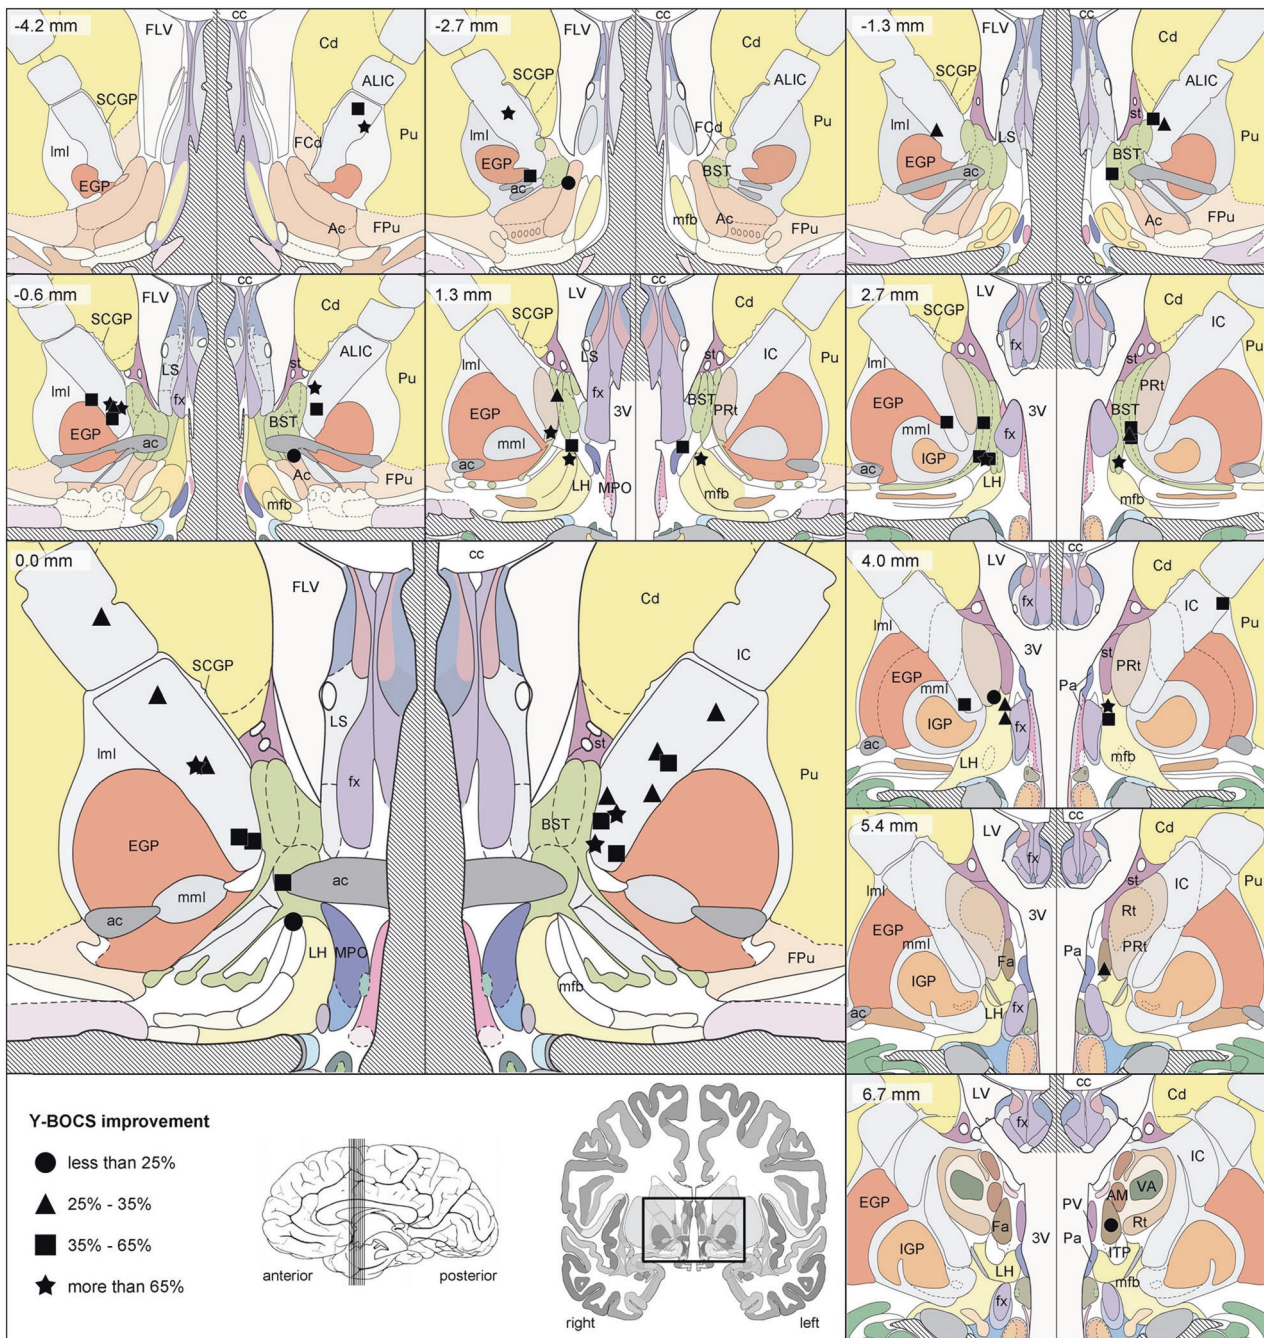 -4.2 mm
FLV
cc
Cd
ALIC
SCGP
lml
FCd
Pu
EGP
Ac
FPu
-2.7 mm
FLV
cc
Cd
SCGP
ALIC
lml
FCd
Pu
EGP
BST
ac
mfb
Ac
FPu
-1.3 mm
FLV
cc
Cd
SCGP
ALIC
lml
st
LS
Pu
EGP
BST
ac
Ac
FPu
-0.6 mm
FLV
cc
Cd
SCGP
ALIC
st
LS
lml
Pu
fx
EGP
BST
ac
Ac
FPu
mfb
1.3 mm
LV
cc
Cd
SCGP
LS
st
IC
lml
Pu
fx
BST
EGP
PRt
3V
mml
ac
LH
MPO
mfb
2.7 mm
LV
cc
Cd
SCGP
fx
IC
st
lml
Pu
PRt
EGP
3V
BST
mml
fx
IGP
ac
LH
mfb
0.0 mm
cc
FLV
Cd
SCGP
IC
LS
st
lml
fx
Pu
BST
EGP
ac
mml
ac
LH
MPO
FPu
mfb
4.0 mm
LV
cc
Cd
fx
IC
lml
Pu
3V
st
PRt
EGP
mml
Pa
IGP
fx
ac
LH
mfb
5.4 mm
LV
cc
Cd
fx
lml
st
IC
Pu
Rt
EGP
3V
mml
Fa
Pa
PRt
IGP
ac
LH
fx
6.7 mm
LV
cc
Cd
fx
IC
VA
EGP
PV
AM
Fa
Rt
IGP
3V
Pa
ITP
LH
mfb
fx
Y-BOCS improvement
less than 25%
25% - 35%
35% - 65%
more than 65%
anterior
posterior
right
left